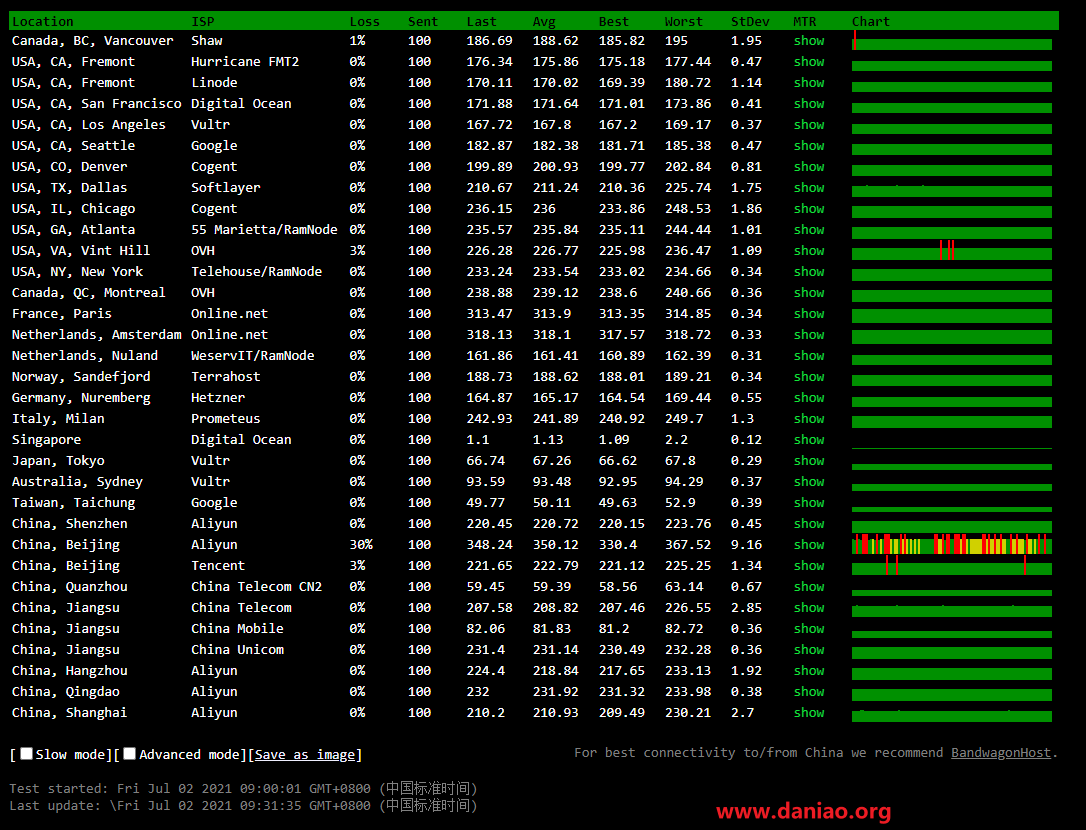 Location ISP Loss Sent Last Avg Best Worst StDev MTR Chart
Canada, BC, Vancouver Shaw 1% 100 186.69 188.62 185.82 195 1.95 show
USA, CA, Fremont Hurricane FMT2 0% 100 176.34 175.86 175.18 177.44 0.47 show
USA, CA, Fremont Linode 0% 100 170.11 170.02 169.39 180.72 1.14 show
USA, CA, San Francisco Digital Ocean 0% 100 171.88 171.64 171.01 173.86 0.41 show
USA, CA, Los Angeles Vultr 0% 100 167.72 167.8 167.2 169.17 0.37 show
USA, CA, Seattle Google 0% 100 182.87 182.38 181.71 185.38 0.47 show
USA, CO, Denver Cogent 0% 100 199.89 200.93 199.77 202.84 0.81 show
USA, TX, Dallas Softlayer 0% 100 210.67 211.24 210.36 225.74 1.75 show
USA, IL, Chicago Cogent 0% 100 236.15 236 233.86 248.53 1.86 show
USA, GA, Atlanta 55 Marietta/RamNode 0% 100 235.57 235.84 235.11 244.44 1.01 show
USA, VA, Vint Hill OVH 3% 100 226.28 226.77 225.98 236.47 1.09 show
USA, NY, New York Telehouse/RamNode 0% 100 233.24 233.54 233.02 234.66 0.34 show
Canada, QC, Montreal OVH 0% 100 238.88 239.12 238.6 240.66 0.36 show
France, Paris Online.net 0% 100 313.47 313.9 313.35 314.85 0.34 show
Netherlands, Amsterdam Online.net 0% 100 318.13 318.1 317.57 318.72 0.33 show
Netherlands, Nuland WeservIT/RamNode 0% 100 161.86 161.41 160.89 162.39 0.31 show
Norway, Sandefjord Terrahost 0% 100 188.73 188.62 188.01 189.21 0.34 show
Germany, Nuremberg Hetzner 0% 100 164.87 165.17 164.54 169.44 0.55 show
Italy, Milan Prometeus 0% 100 242.93 241.89 240.92 249.7 1.3 show
Singapore Digital Ocean 0% 100 1.1 1.13 1.09 2.2 0.12 show
Japan, Tokyo Vultr 0% 100 66.74 67.26 66.62 67.8 0.29 show
Australia, Sydney Vultr 0% 100 93.59 93.48 92.95 94.29 0.37 show
Taiwan, Taichung Google 0% 100 49.77 50.11 49.63 52.9 0.39 show
China, Shenzhen Aliyun 0% 100 220.45 220.72 220.15 223.76 0.45 show
China, Beijing Aliyun 30% 100 348.24 350.12 330.4 367.52 9.16 show
China, Beijing Tencent 3% 100 221.65 222.79 221.12 225.25 1.34 show
China, Quanzhou China Telecom CN2 0% 100 59.45 59.39 58.56 63.14 0.67 show
China, Jiangsu China Telecom 0% 100 207.58 208.82 207.46 226.55 2.85 show
China, Jiangsu China Mobile 0% 100 82.06 81.83 81.2 82.72 0.36 show
China, Jiangsu China Unicom 0% 100 231.4 231.14 230.49 232.28 0.36 show
China, Hangzhou Aliyun 0% 100 224.4 218.84 217.65 233.13 1.92 show
China, Qingdao Aliyun 0% 100 232 231.92 231.32 233.98 0.38 show
China, Shanghai Aliyun 0% 100 210.2 210.93 209.49 230.21 2.7 show
[ Slow mode][ Advanced mode][Save as image] For best connectivity to/from China we recommend BandwagonHost.
Test started: Fri Jul 02 2021 09:00:01 GMT+0800 (中国标准时间)
Last update: \Fri Jul 02 2021 09:31:35 GMT+0800 (中国标准时间)
www.daniao.org